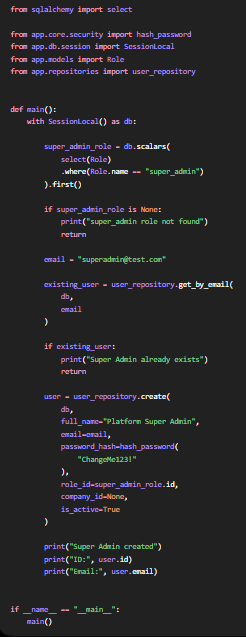 from sqlalchemy import select

from app.core.security import hash_password
from app.db.session import SessionLocal
from app.models import Role
from app.repositories import user_repository


def main():
    with SessionLocal() as db:

        super_admin_role = db.scalars(
            select(Role)
            .where(Role.name == "super_admin")
        ).first()

        if super_admin_role is None:
            print("super_admin role not found")
            return

        email = "superadmin@test.com"

        existing_user = user_repository.get_by_email(
            db,
            email
        )

        if existing_user:
            print("Super Admin already exists")
            return

        user = user_repository.create(
            db,
            full_name="Platform Super Admin",
            email=email,
            password_hash=hash_password(
                "ChangeMe123!"
            ),
            role_id=super_admin_role.id,
            company_id=None,
            is_active=True
        )

        print("Super Admin created")
        print("ID:", user.id)
        print("Email:", user.email)


if __name__ == "__main__":
    main()